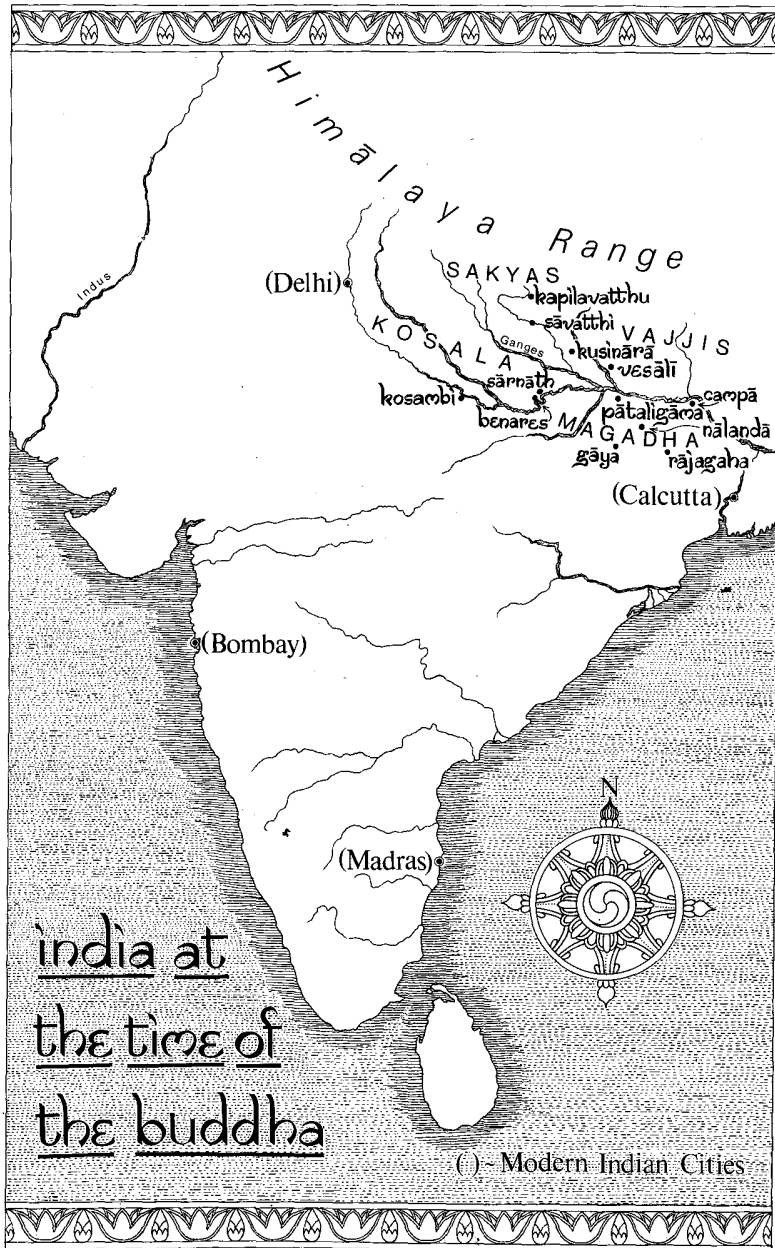 Himālaya Range
Indus
(Delhi)
SAKYAS
kapilavatthu
sāvatthi
VAJJIS
KOSALA
Ganges
kusinārā
vesālī
sārnāth
kosambi
benares
campā
pātaligāma
MAGADHA
nālandā
gāya
rājagaha
(Calcutta)
(Bombay)
N
(Madras)
india at
the time of
the buddha
( ) ~ Modern Indian Cities